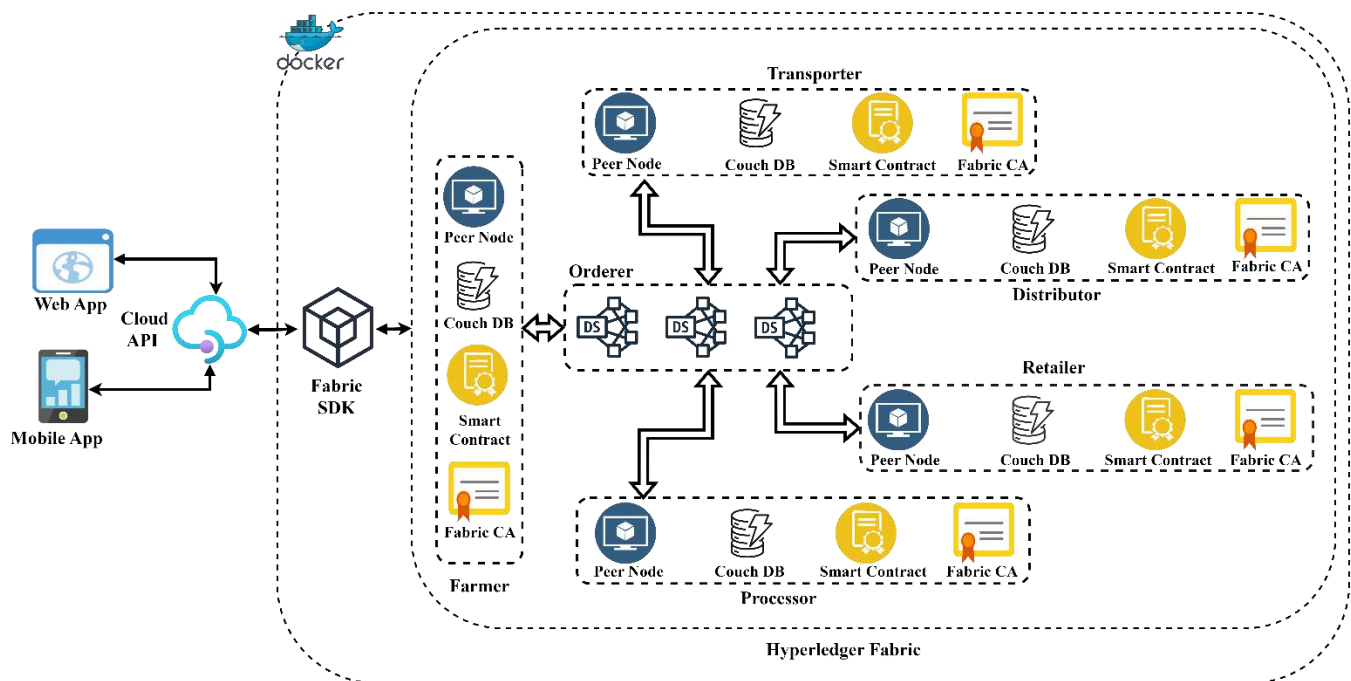 docker
Transporter
Peer Node
Couch DB
Smart Contract
Fabric CA
Peer Node
Couch DB
Smart Contract
Fabric CA
Distributor
Orderer
DS
DS
DS
Peer Node
Couch DB
Smart
Contract
Fabric CA
Farmer
Web App
Cloud
API
Mobile App
Fabric
SDK
Retailer
Peer Node
Couch DB
Smart Contract
Fabric CA
Peer Node
Couch DB
Smart Contract
Fabric CA
Processor
Hyperledger Fabric